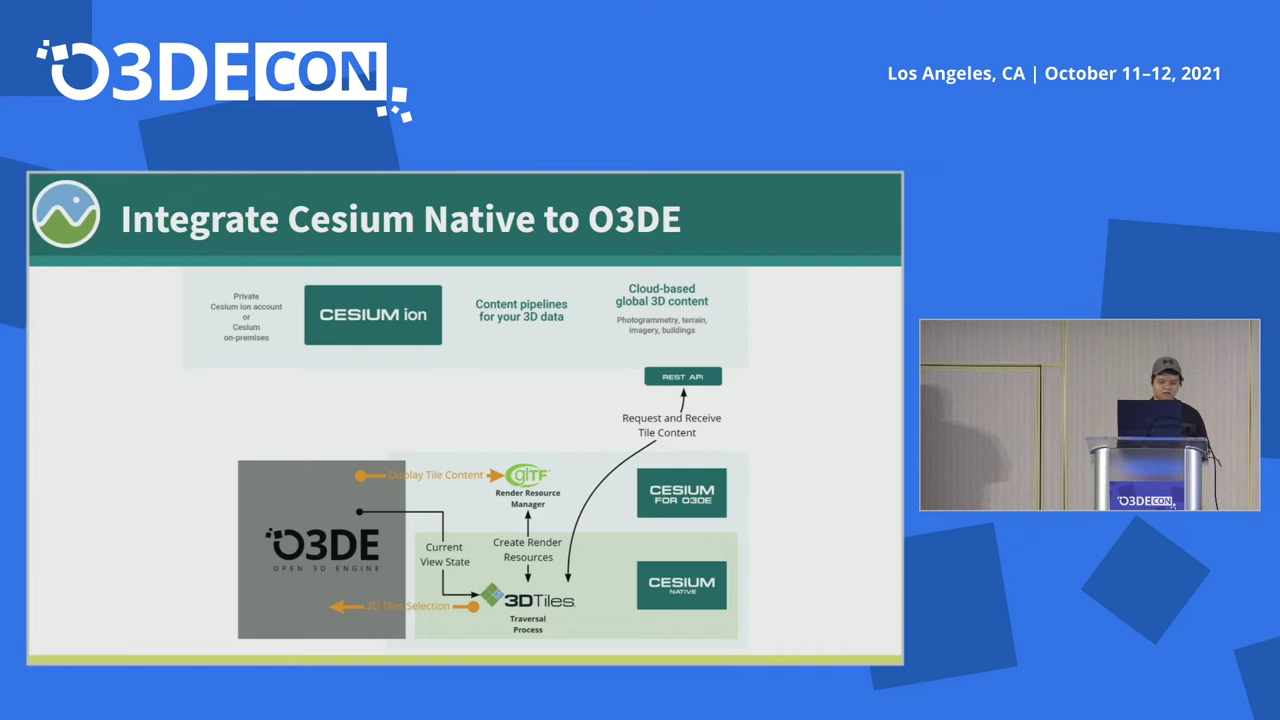 O3DECON
Los Angeles, CA | October 11–12, 2021
Integrate Cesium Native to O3DE
Private
Cesium ion account
or
Cesium
on-premises
CESIUM ion
Content pipelines
for your 3D data
Cloud-based
global 3D content
Photogrammetry, terrain,
imagery, buildings
REST API
Request and Receive
Tile Content
Display Tile Content
glTF™
Render Resource
Manager
CESIUM
FOR O3DE
O3DE
OPEN 3D ENGINE
Current
View State
Create Render
Resources
CESIUM
NATIVE
3D Tiles Selection
3DTiles
Traversal
Process
O3DECON